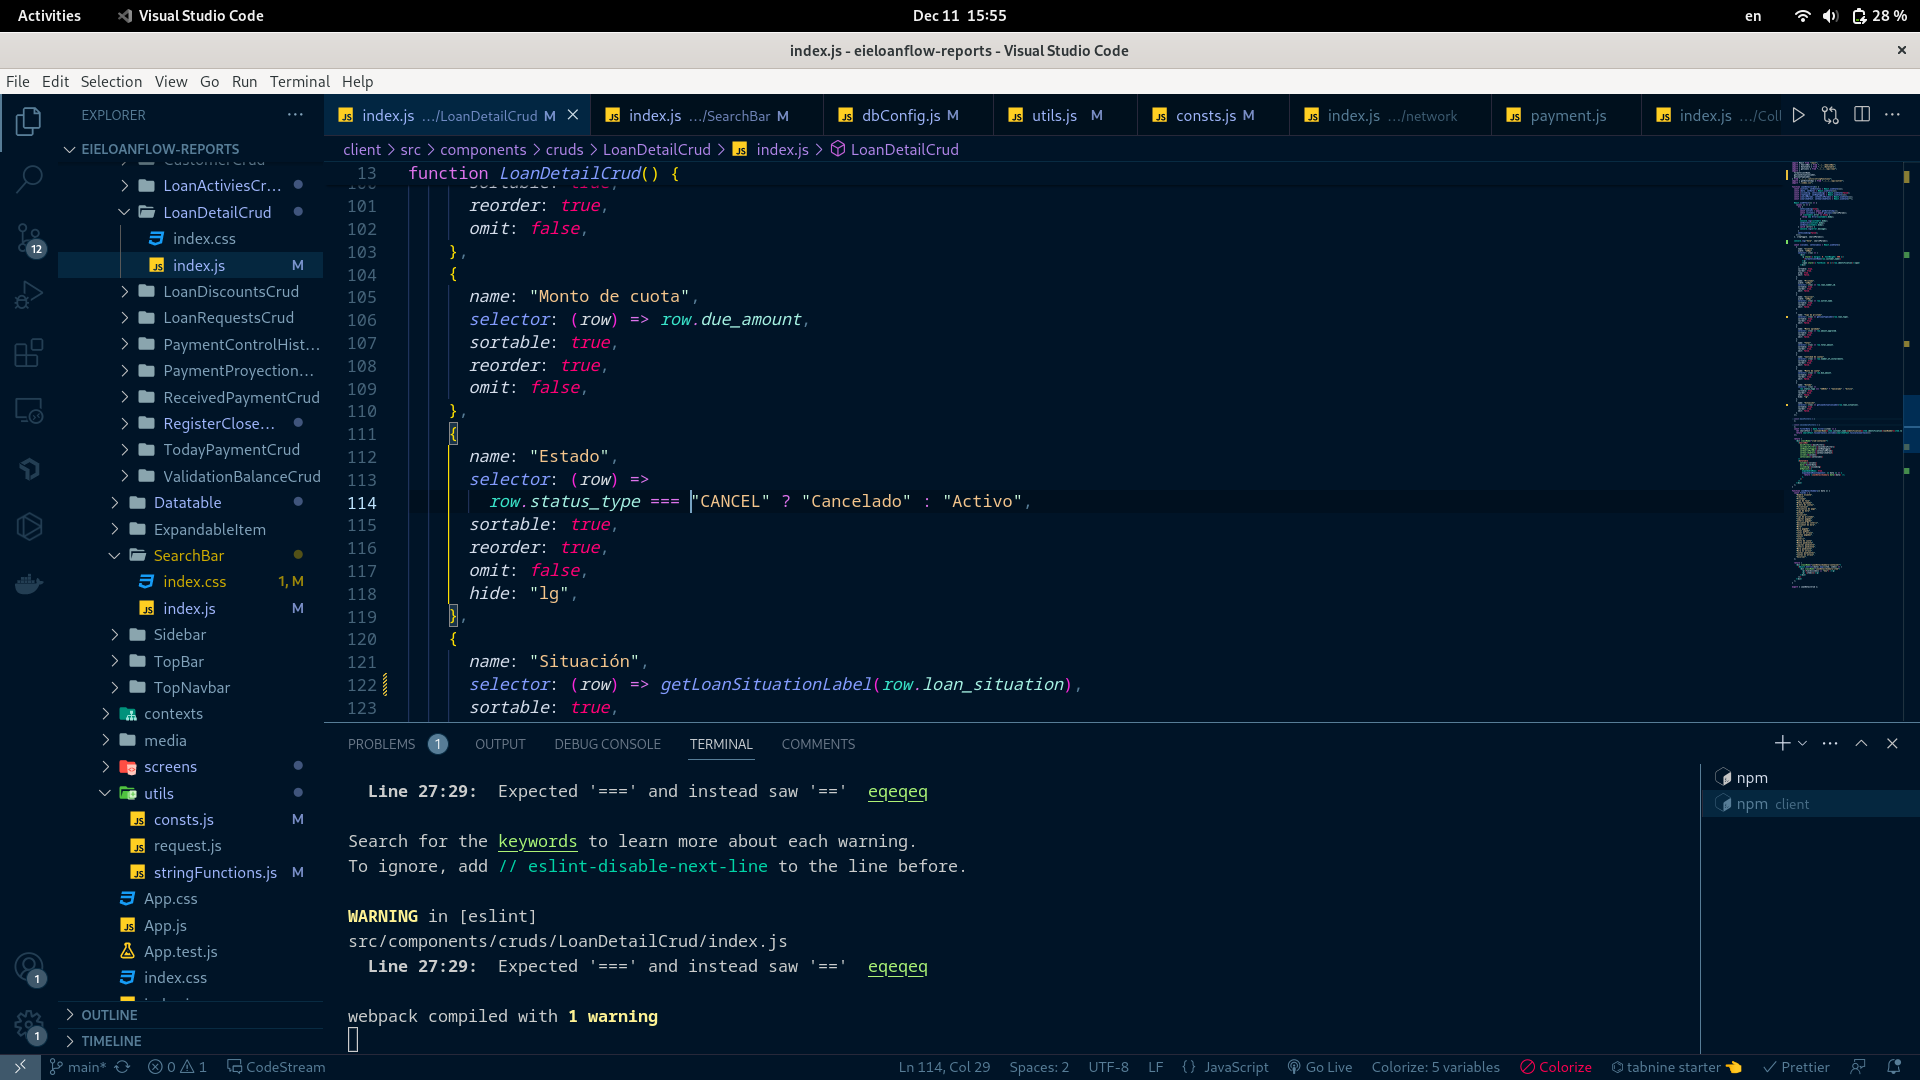 Activities
Visual Studio Code
Dec 11 15:55
en
28 %
index.js - eieloanflow-reports - Visual Studio Code
File Edit Selection View Go Run Terminal Help
EXPLORER
index.js .../LoanDetailCrud M
index.js .../SearchBar M
dbConfig.js M
utils.js M
consts.js M
index.js .../network
payment.js
index.js .../Coll
EIELOANFLOW-REPORTS
client > src > components > cruds > LoanDetailCrud > index.js > LoanDetailCrud
CustomerCrud
LoanActiviesCr...
LoanDetailCrud
index.css
index.js M
LoanDiscountsCrud
LoanRequestsCrud
PaymentControlHist...
PaymentProyection...
ReceivedPaymentCrud
RegisterClose...
TodayPaymentCrud
ValidationBalanceCrud
Datatable
ExpandableItem
SearchBar
index.css 1, M
index.js M
Sidebar
TopBar
TopNavbar
contexts
media
screens
utils
consts.js M
request.js
stringFunctions.js M
App.css
App.js
App.test.js
index.css
OUTLINE
TIMELINE
12
1
1
13 function LoanDetailCrud() {
100 sortable: true,
101 reorder: true,
102 omit: false,
103 },
104 {
105 name: "Monto de cuota",
106 selector: (row) => row.due_amount,
107 sortable: true,
108 reorder: true,
109 omit: false,
110 },
111 {
112 name: "Estado",
113 selector: (row) =>
114 row.status_type === "CANCEL" ? "Cancelado" : "Activo",
115 sortable: true,
116 reorder: true,
117 omit: false,
118 hide: "lg",
119 },
120 {
121 name: "Situación",
122 selector: (row) => getLoanSituationLabel(row.loan_situation),
123 sortable: true,
PROBLEMS 1 OUTPUT DEBUG CONSOLE TERMINAL COMMENTS
Line 27:29: Expected '===' and instead saw '==' eqeqeq
Search for the keywords to learn more about each warning.
To ignore, add // eslint-disable-next-line to the line before.
WARNING in [eslint]
src/components/cruds/LoanDetailCrud/index.js
Line 27:29: Expected '===' and instead saw '==' eqeqeq
webpack compiled with 1 warning
npm
npm client
main* 0 1 CodeStream
Ln 114, Col 29 Spaces: 2 UTF-8 LF {} JavaScript Go Live Colorize: 5 variables Colorize tabnine starter Prettier